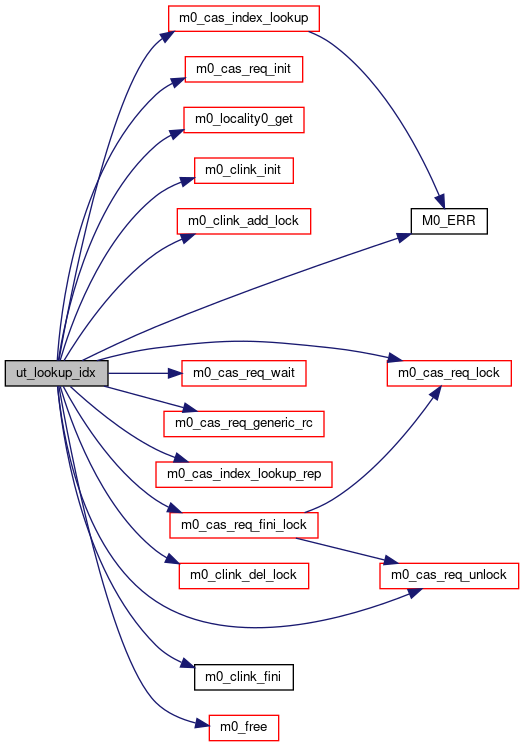 m0_cas_index_lookup
m0_cas_req_init
m0_locality0_get
m0_clink_init
m0_clink_add_lock
M0_ERR
ut_lookup_idx
m0_cas_req_wait
m0_cas_req_lock
m0_cas_req_generic_rc
m0_cas_index_lookup_rep
m0_cas_req_fini_lock
m0_clink_del_lock
m0_cas_req_unlock
m0_clink_fini
m0_free